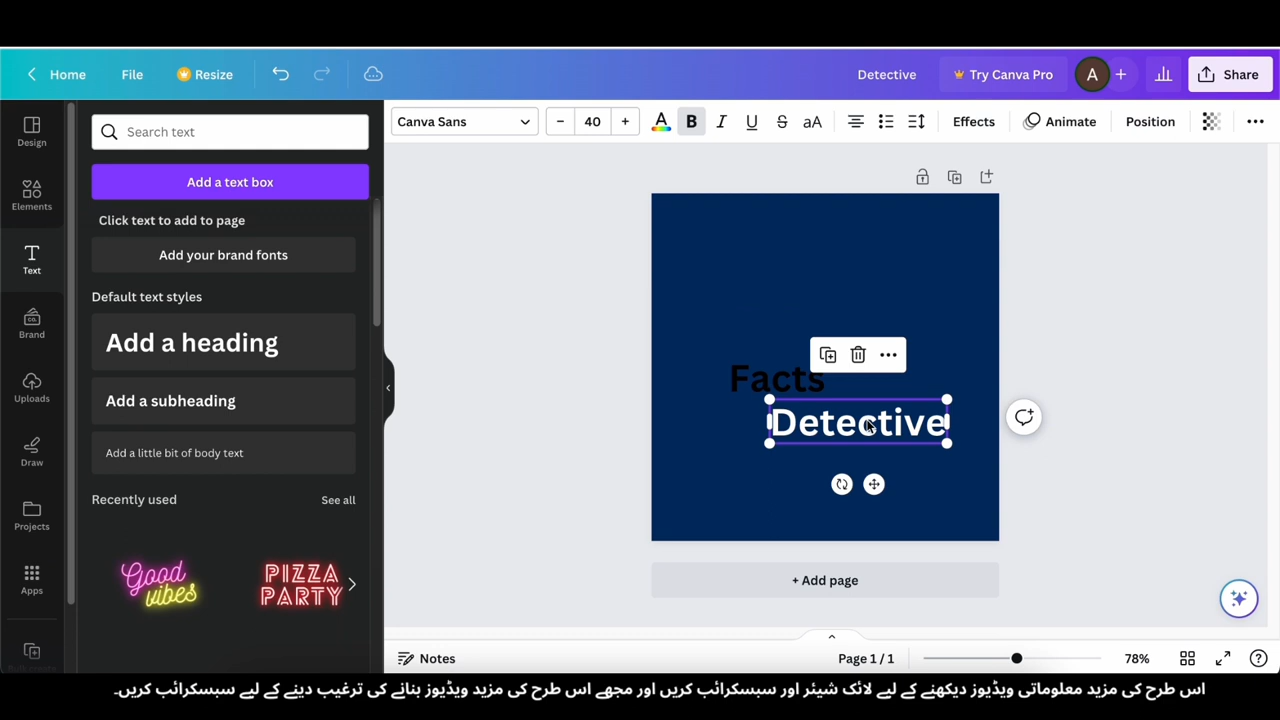 Home File Resize Detective Try Canva Pro A Share
Canva Sans 40 A B I U S aA Effects Animate Position
Design
Elements
Text
Brand
Uploads
Draw
Projects
Apps
Search text
Add a text box
Click text to add to page
Add your brand fonts
Default text styles
Add a heading
Add a subheading
Add a little bit of body text
Recently used See all
Good vibes
PIZZA PARTY
Facts
Detective
+ Add page
Notes Page 1 / 1 78%
اس طرح کی مزید معلوماتی ویڈیوز دیکھنے کے لیے لائک شیئر اور سبسکرائب کریں اور مجھے اس طرح کی مزید ویڈیوز بنانے کی ترغیب دینے کے لیے سبسکرائب کریں۔